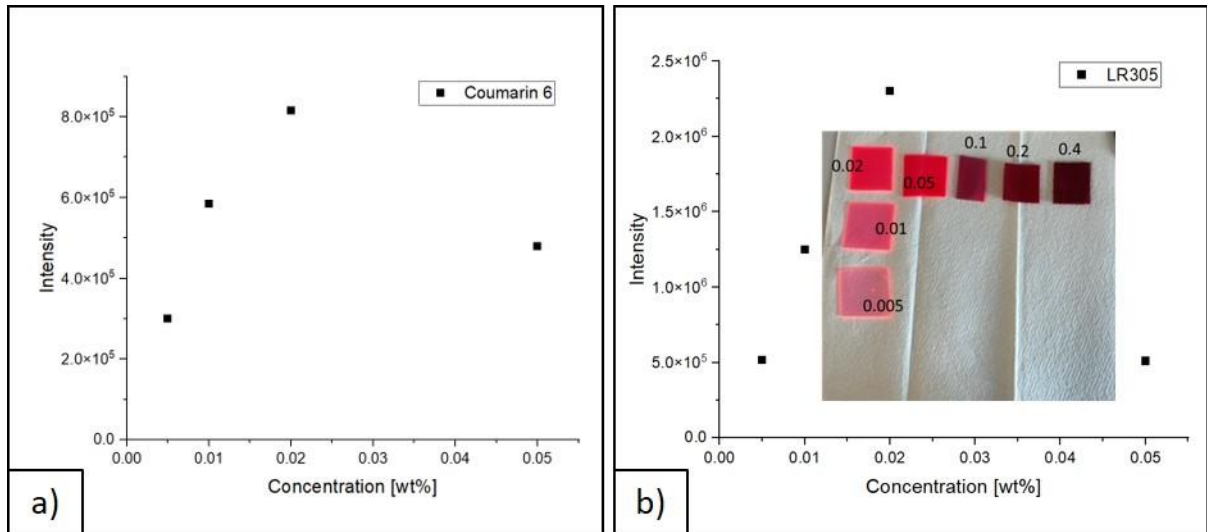 Coumarin 6
8.0×10⁵
6.0×10⁵
4.0×10⁵
2.0×10⁵
0.0
Intensity
0.00 0.01 0.02 0.03 0.04 0.05
Concentration [wt%]
a)
LR305
2.5×10⁶
2.0×10⁶
1.5×10⁶
1.0×10⁶
5.0×10⁵
0.0
Intensity
0.1 0.2 0.4
0.02 0.05
0.01
0.005
0.00 0.01 0.02 0.03 0.04 0.05
Concentration [wt%]
b)